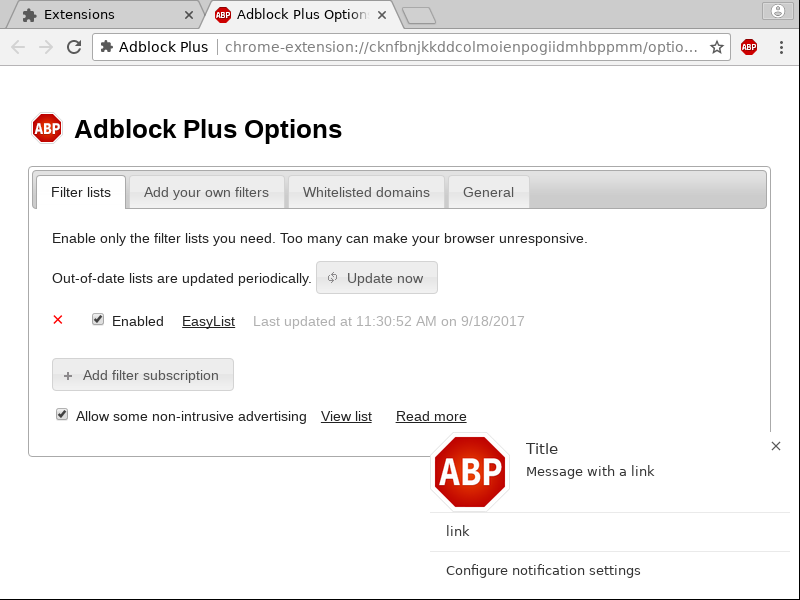 Extensions
Adblock Plus Option
Adblock Plus chrome-extension://cknfbnjkkddcolmoienpogiidmhbppmm/optio...
ABP
ABP Adblock Plus Options
Filter lists Add your own filters Whitelisted domains General
Enable only the filter lists you need. Too many can make your browser unresponsive.
Out-of-date lists are updated periodically. Update now
Enabled EasyList Last updated at 11:30:52 AM on 9/18/2017
Add filter subscription
Allow some non-intrusive advertising View list Read more
ABP
Title
Message with a link
link
Configure notification settings